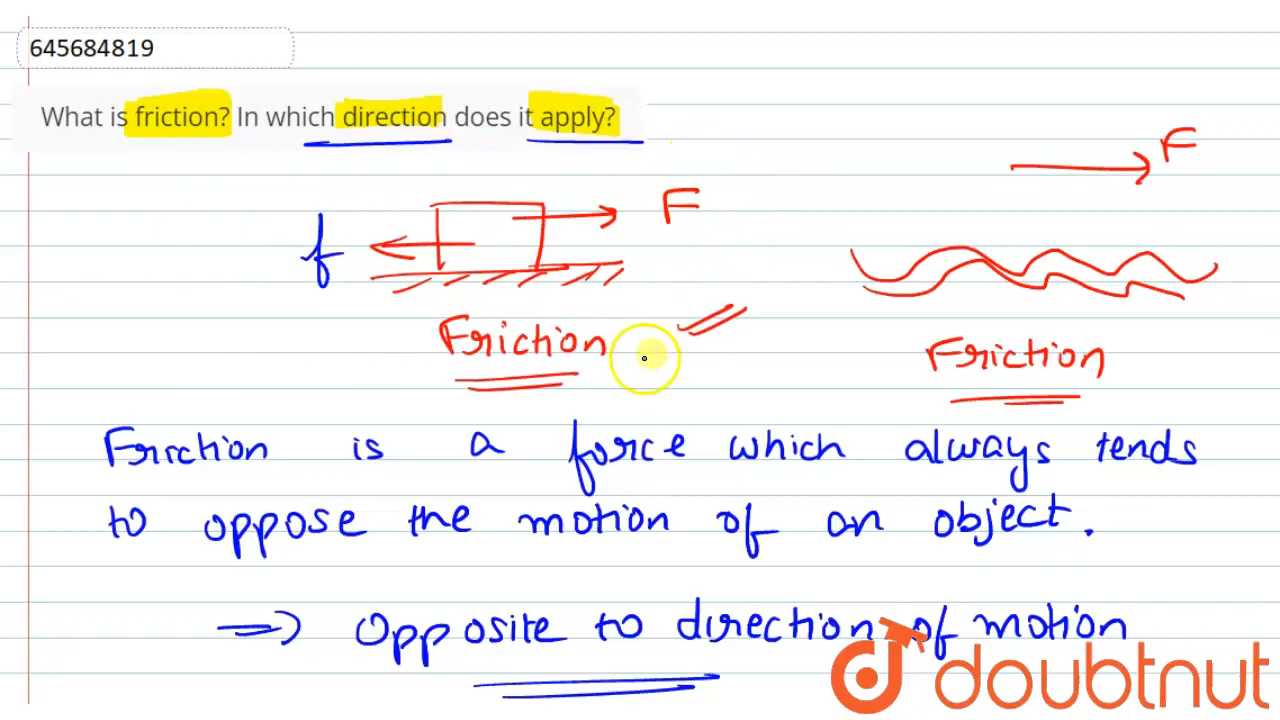 645684819
What is friction? In which direction does it apply?
F
F
f
Friction
Friction
Friction is a force which always tends
to oppose the motion of an object.
⇒ Opposite to direction of motion
doubtnut